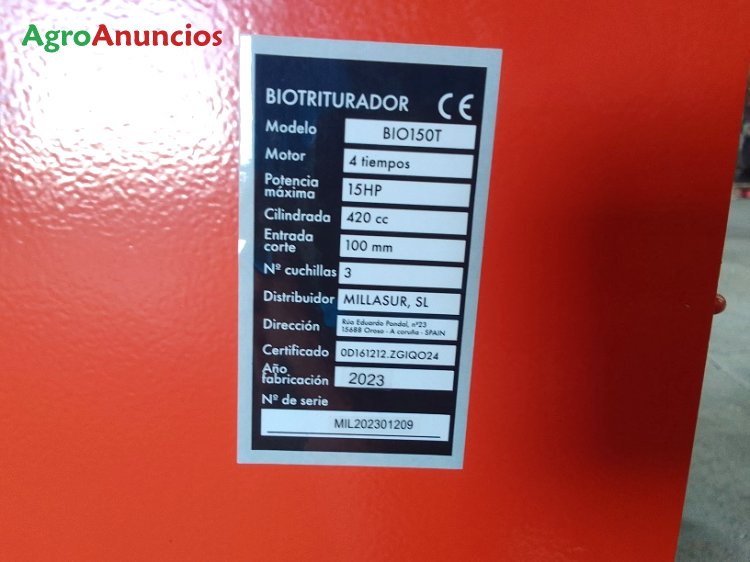 AgroAnuncios
BIOTRITURADOR CE
Modelo BIO150T
Motor 4 tiempos
Potencia máxima 15HP
Cilindrada 420 cc
Entrada corte 100 mm
Nº cuchillas 3
Distribuidor MILLASUR, SL
Dirección Rúa Eduardo Pondal, nº23
15688 Oroso - A coruña - SPAIN
Certificado 0D161212.ZGIQO24
Año fabricación 2023
Nº de serie
MIL202301209